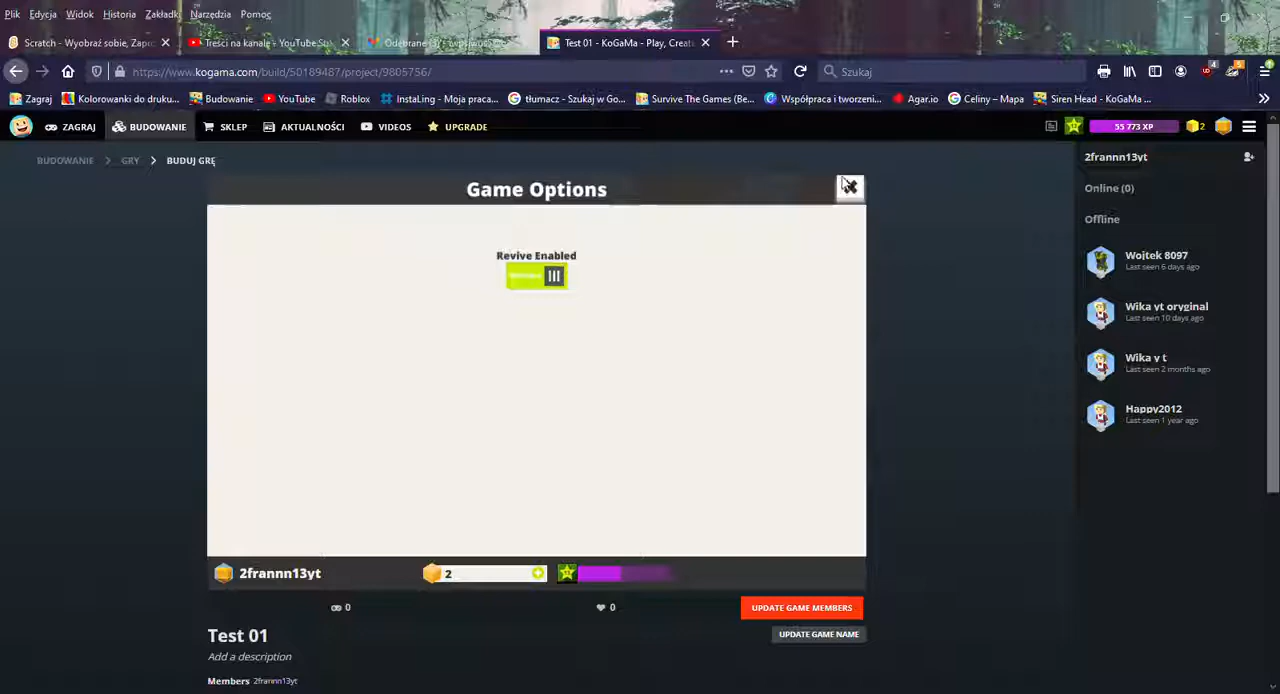 Plik Edycja Widok Historia Zakładki Narzędzia Pomoc
Scratch - Wyobraź sobie, Zapro Treści na kanale - YouTube Stu Odebrane Test 01 - KoGaMa - Play, Create
https://www.kogama.com/build/50189487/project/9805756/ Szukaj 4 5
Zagraj Kolorowanki do druku... Budowanie YouTube Roblox InstaLing - Moja praca... tłumacz - Szukaj w Go... Survive The Games (Be... Współpraca i tworzeni... Agar.io Celiny – Mapa Siren Head - KoGaMa ...
ZAGRAJ BUDOWANIE SKLEP AKTUALNOŚCI VIDEOS UPGRADE 55 773 XP 2
BUDOWANIE > GRY > BUDUJ GRĘ
2frannn13yt
Game Options
Online (0)
Offline
Revive Enabled
Wojtek 8097
Last seen 6 days ago
Wika yt oryginal
Last seen 10 days ago
Wika y t
Last seen 2 months ago
Happy2012
Last seen 1 year ago
2frannn13yt 2
0 0 UPDATE GAME MEMBERS
Test 01 UPDATE GAME NAME
Add a description
Members 2frannn13yt